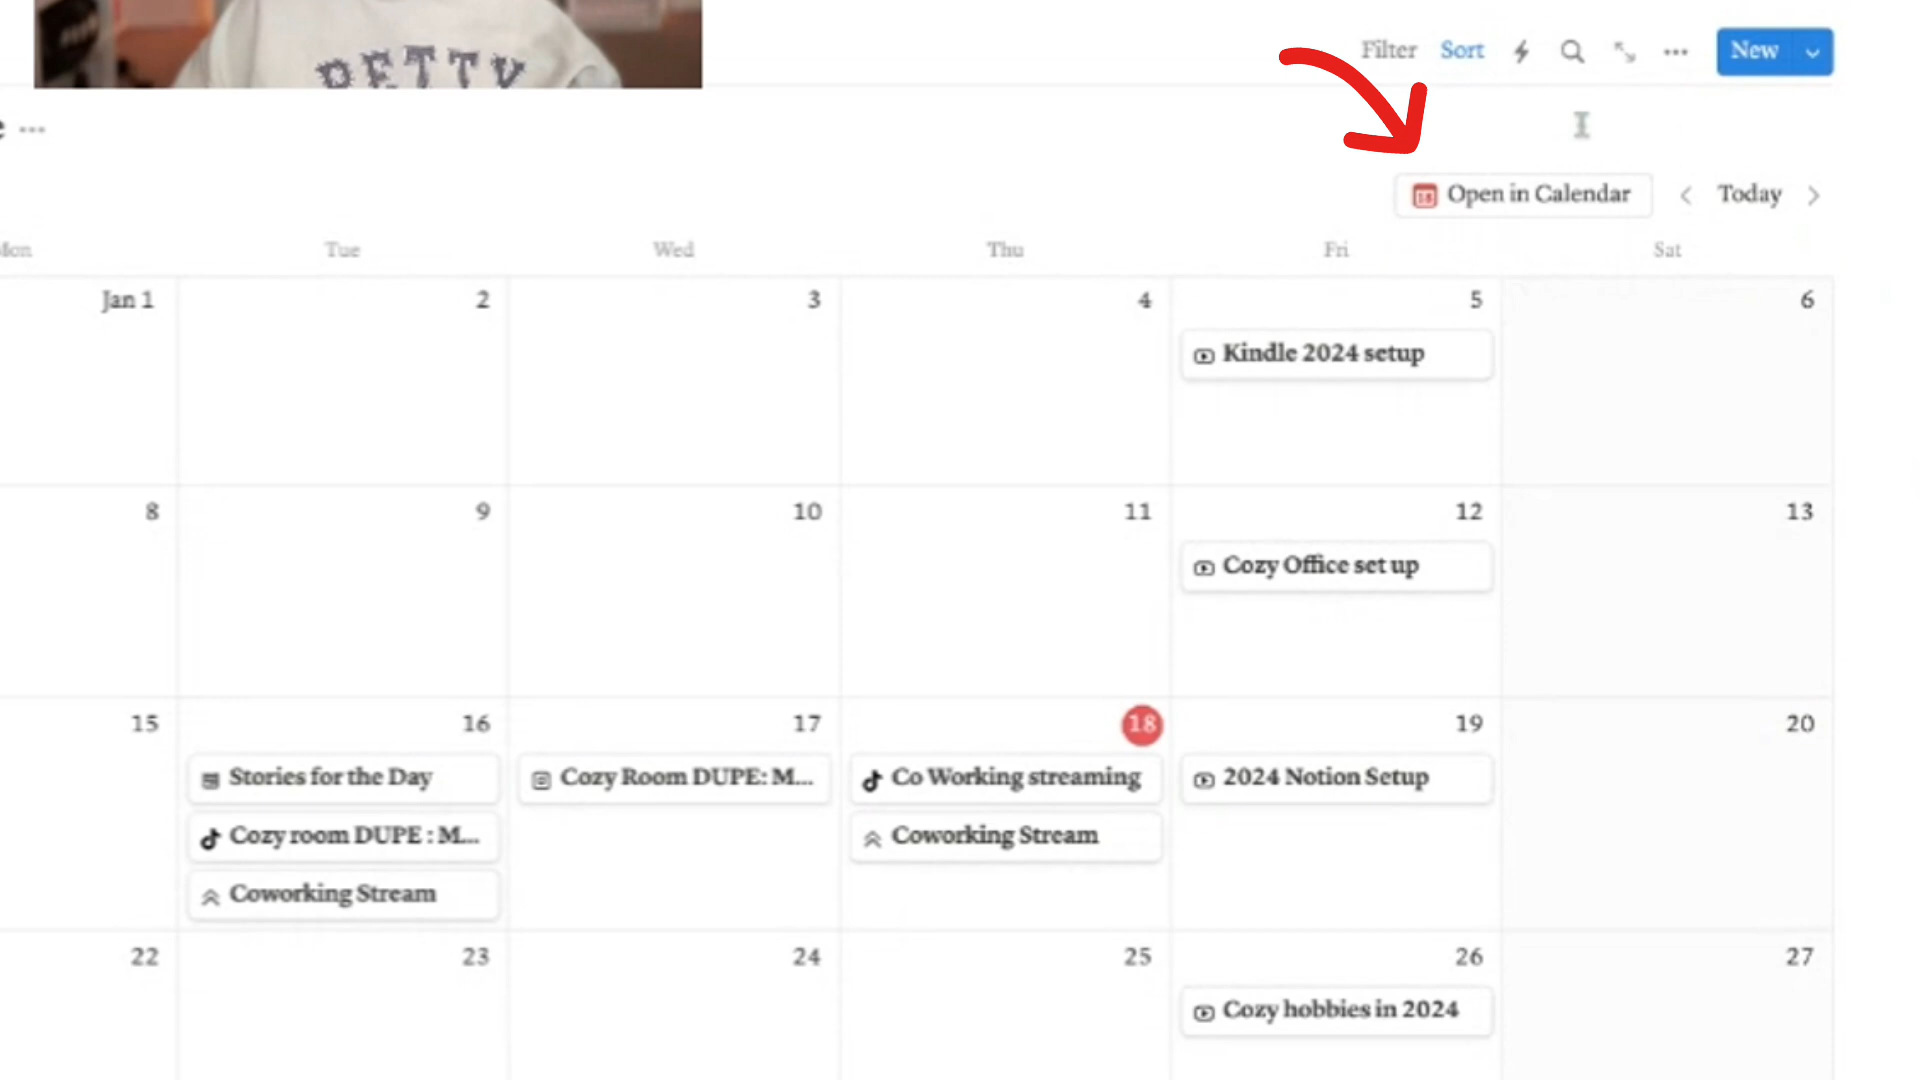 PETTY
Filter Sort New
Open in Calendar Today
Mon Tue Wed Thu Fri Sat
Jan 1 2 3 4 5 6
Kindle 2024 setup
8 9 10 11 12 13
Cozy Office set up
15 16 17 18 19 20
Stories for the Day Cozy Room DUPE: M... Co Working streaming 2024 Notion Setup
Cozy room DUPE : M... Coworking Stream
Coworking Stream
22 23 24 25 26 27
Cozy hobbies in 2024